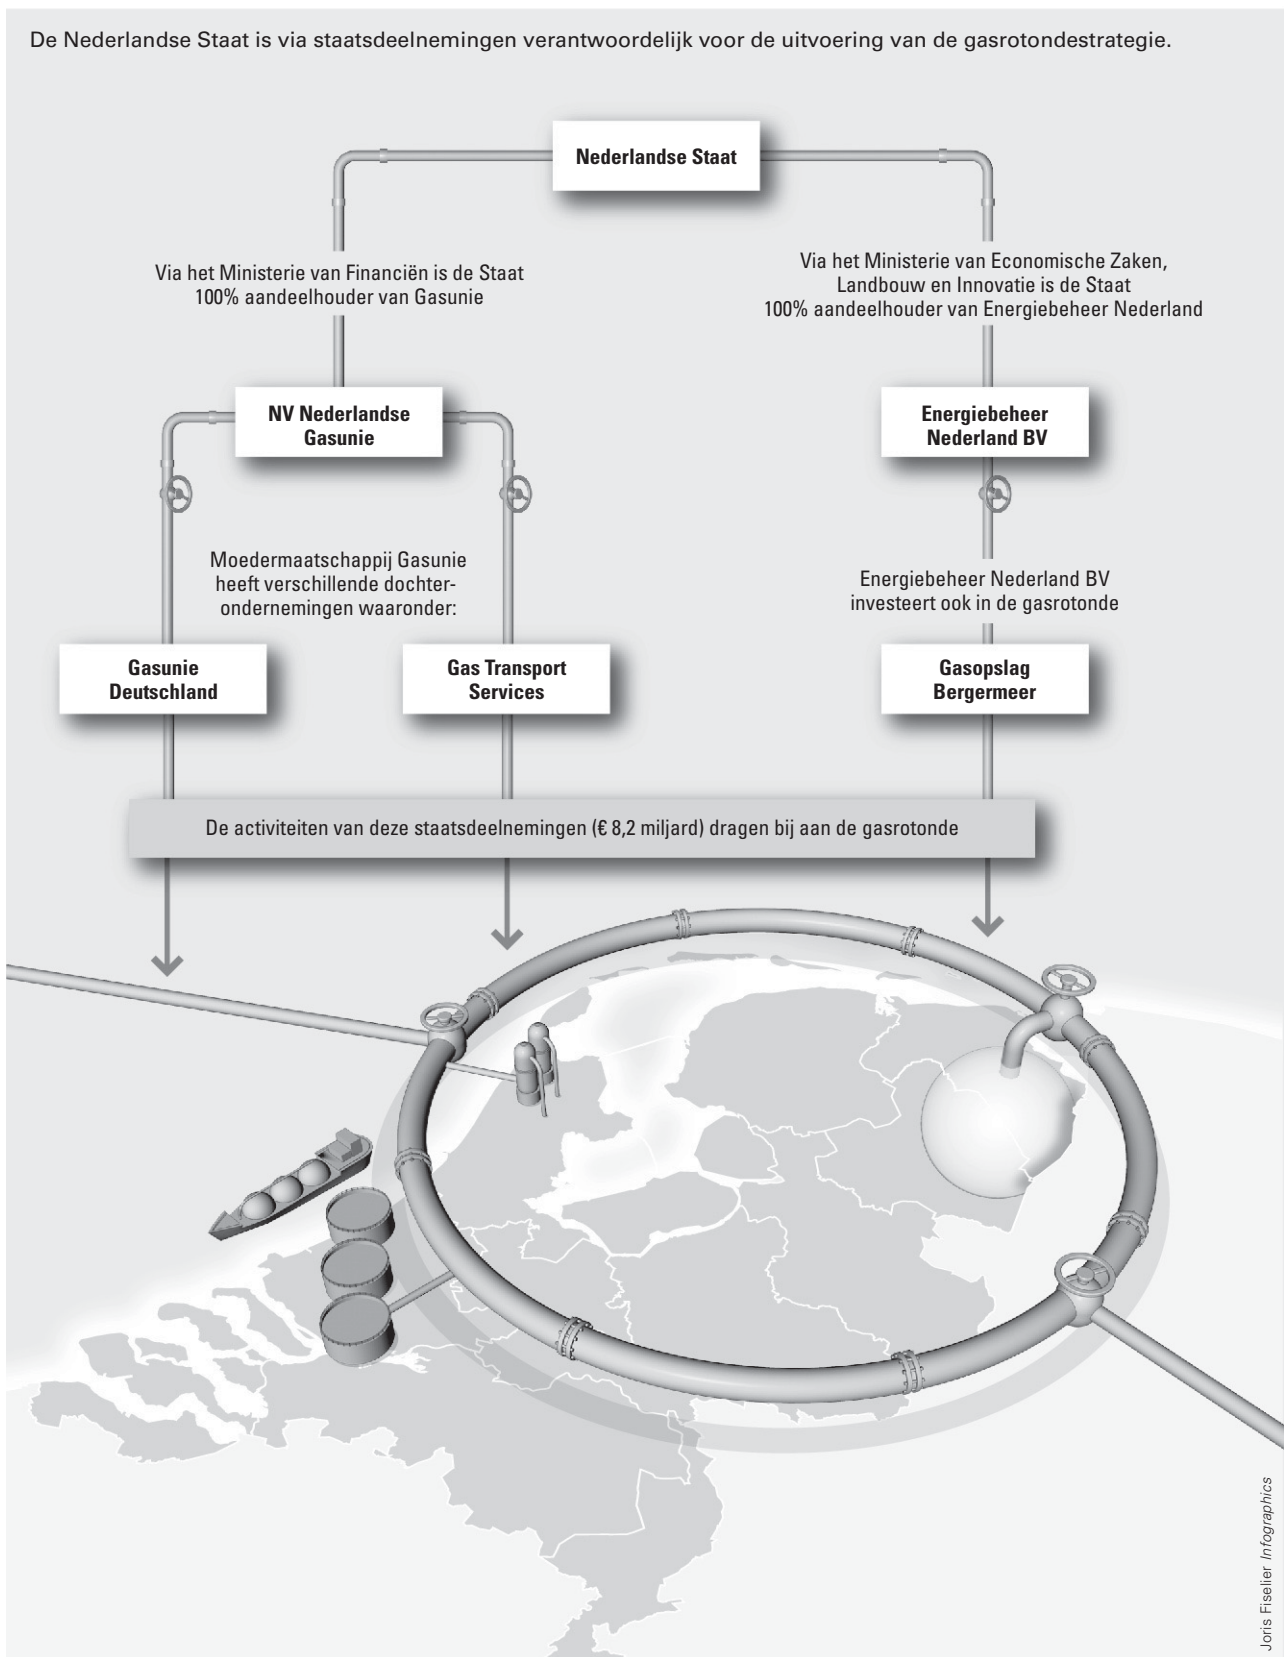 De Nederlandse Staat is via staatsdeelnemingen verantwoordelijk voor de uitvoering van de gasrotondestrategie.
Nederlandse Staat
Via het Ministerie van Financiën is de Staat
100% aandeelhouder van Gasunie
Via het Ministerie van Economische Zaken,
Landbouw en Innovatie is de Staat
100% aandeelhouder van Energiebeheer Nederland
NV Nederlandse
Gasunie
Energiebeheer
Nederland BV
Moedermaatschappij Gasunie
heeft verschillende dochter-
ondernemingen waaronder:
Energiebeheer Nederland BV
investeert ook in de gasrotonde
Gasunie
Deutschland
Gas Transport
Services
Gasopslag
Bergermeer
De activiteiten van deze staatsdeelnemingen (€ 8,2 miljard) dragen bij aan de gasrotonde
Joris Fiselier Infographics